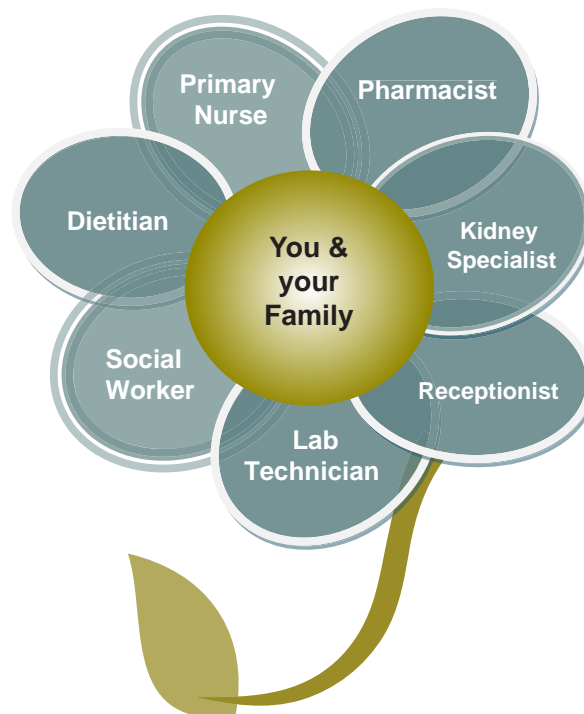 Primary
Nurse
Pharmacist
Dietitian
You &
your
Family
Kidney
Specialist
Social
Worker
Receptionist
Lab
Technician